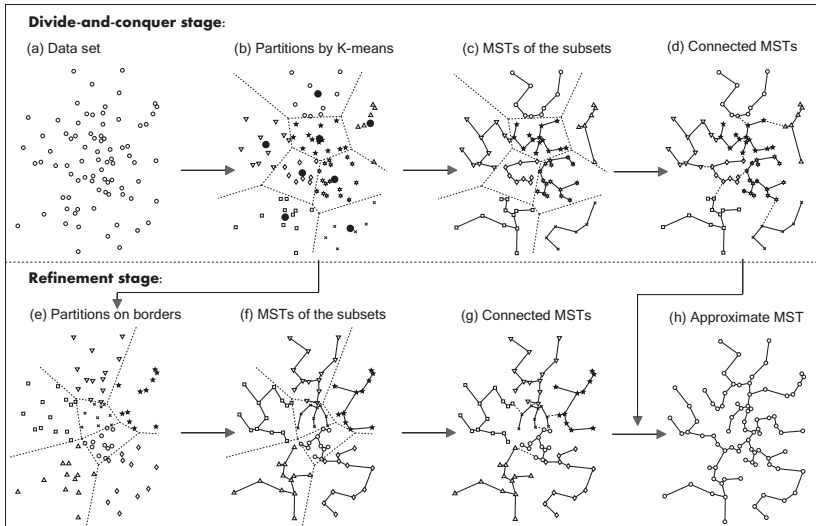 Divide-and-conquer stage:
(a) Data set
(b) Partitions by K-means
(c) MSTs of the subsets
(d) Connected MSTs
Refinement stage:
(e) Partitions on borders
(f) MSTs of the subsets
(g) Connected MSTs
(h) Approximate MST